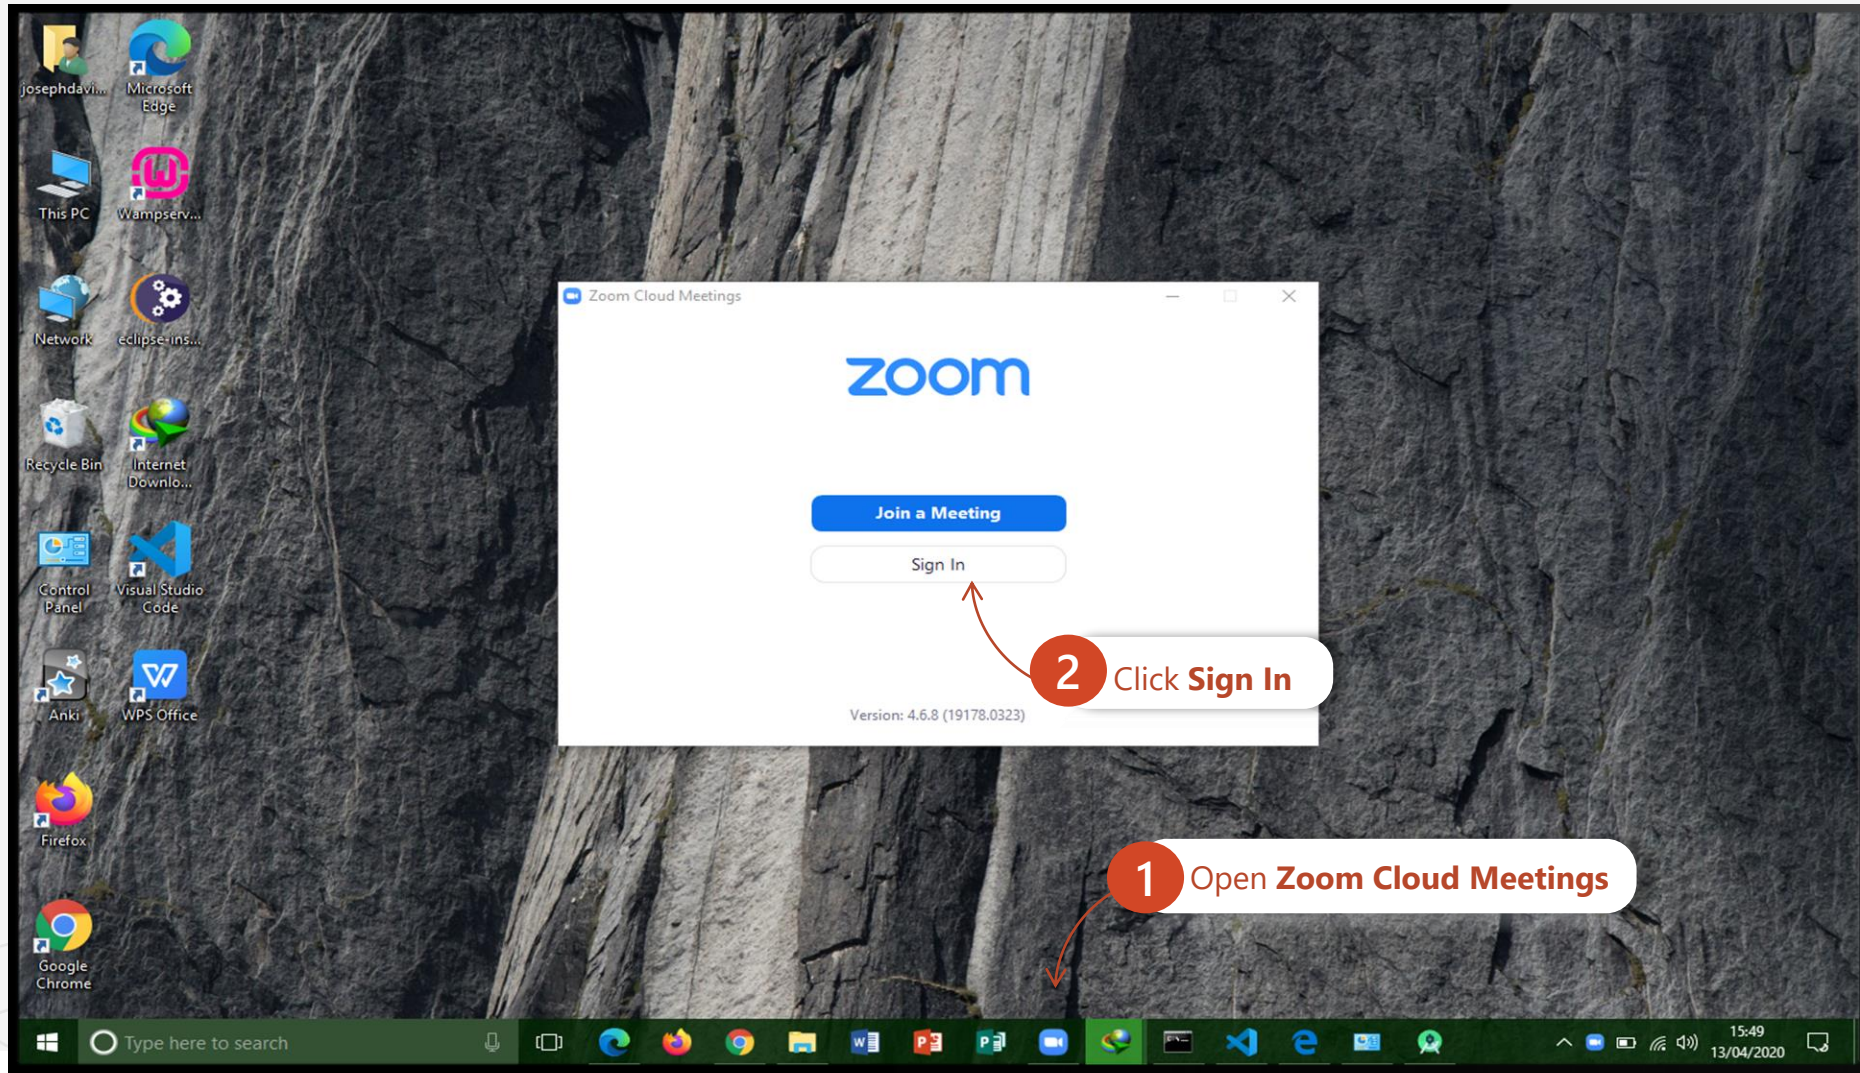 josephdavi...
Microsoft
Edge
This PC
Wampserv...
Network
eclipse-ins...
Recycle Bin
Internet
Downlo...
Control
Panel
Visual Studio
Code
Anki
WPS Office
Firefox
Google
Chrome
Zoom Cloud Meetings
zoom
Join a Meeting
Sign In
2 Click Sign In
Version: 4.6.8 (19178.0323)
1 Open Zoom Cloud Meetings
Type here to search
15:49
13/04/2020